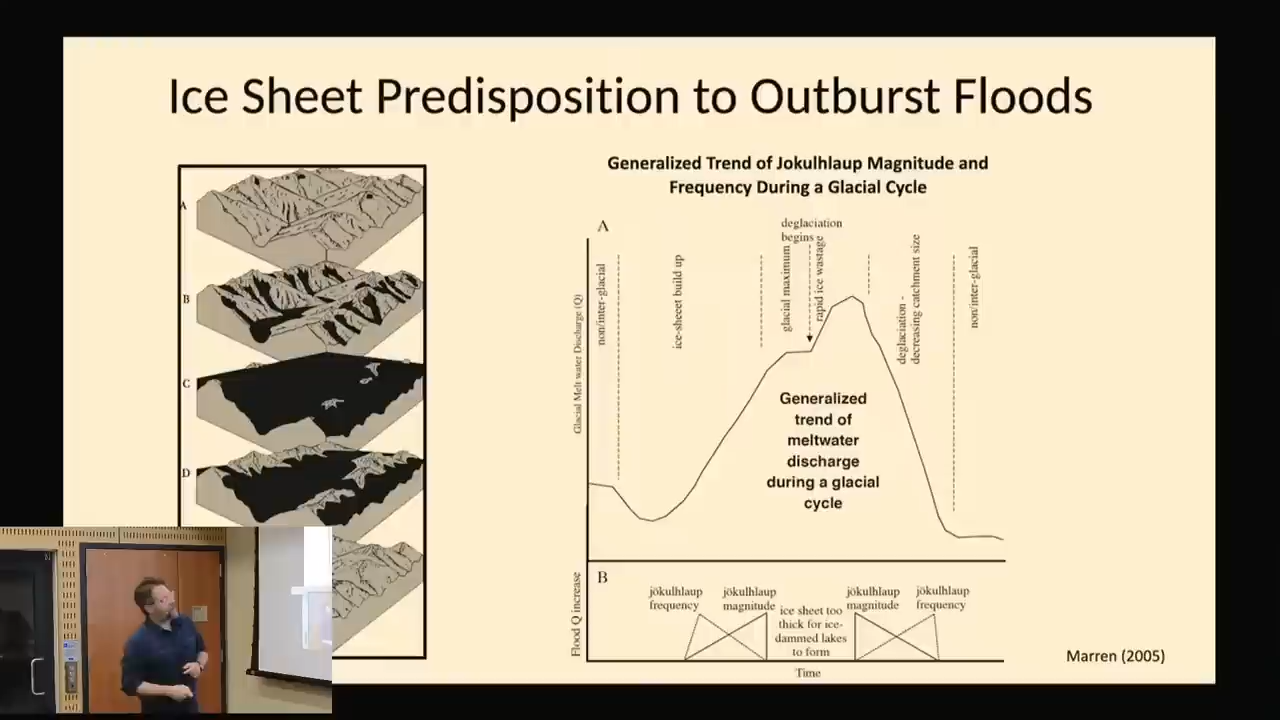 Ice Sheet Predisposition to Outburst Floods
A
B
C
D
Generalized Trend of Jokulhlaup Magnitude and
Frequency During a Glacial Cycle
A
deglaciation
begins
non/inter-glacial
ice-sheeet build up
glacial maximum
rapid ice wastage
deglaciation -
decreasing catchment size
non/inter-glacial
Glacial Melt water Discharge (Q)
Generalized
trend of
meltwater
discharge
during a glacial
cycle
B
Flood Q increase
jökulhlaup
frequency
jökulhlaup
magnitude
ice sheet too
thick for ice-
dammed lakes
to form
jökulhlaup
magnitude
jökulhlaup
frequency
Time
Marren (2005)